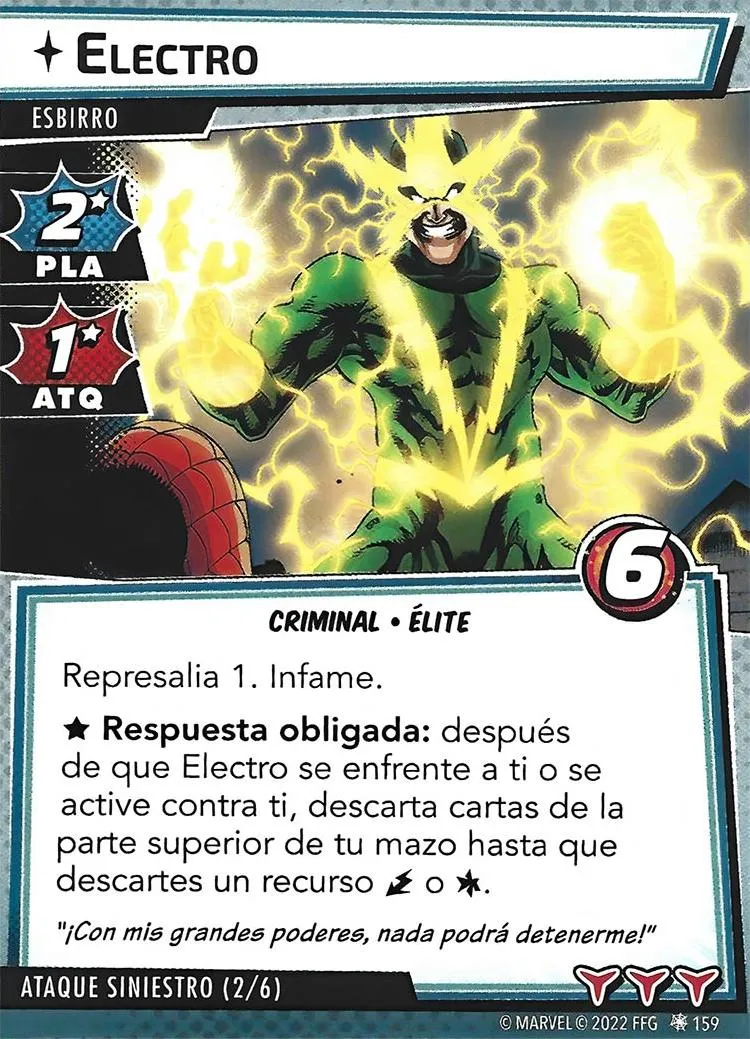 ELECTRO
ESBIRRO
2
PLA
1
ATQ
6
CRIMINAL • ÉLITE
Represalia 1. Infame.
★ Respuesta obligada: después
de que Electro se enfrente a ti o se
active contra ti, descarta cartas de la
parte superior de tu mazo hasta que
descartes un recurso o .
"¡Con mis grandes poderes, nada podrá detenerme!"
ATAQUE SINIESTRO (2/6)
© MARVEL © 2022 FFG 159